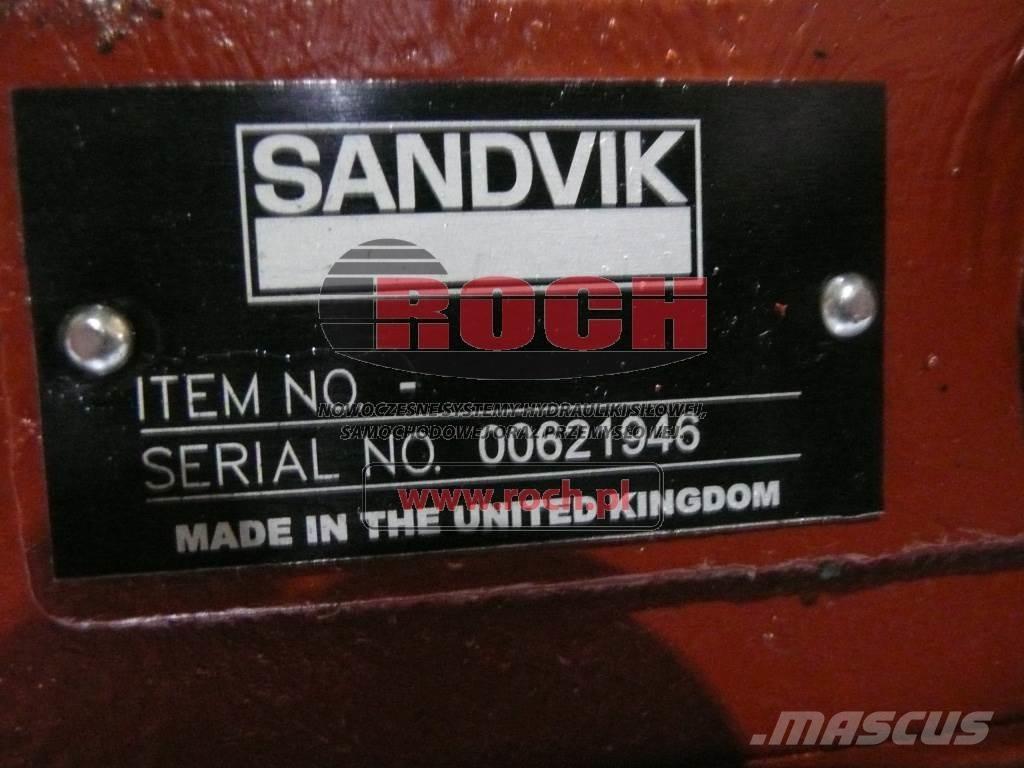 SANDVIK
ROCH
ITEM NO -
NOWOCZESNE SYSTEMY HYDRAULIKI SIŁOWEJ,
SAMOCHODOWEJ ORAZ PRZEMYSŁOWEJ
SERIAL NO. 00621946
www.roch.pl
MADE IN THE UNITED KINGDOM
MASCUS